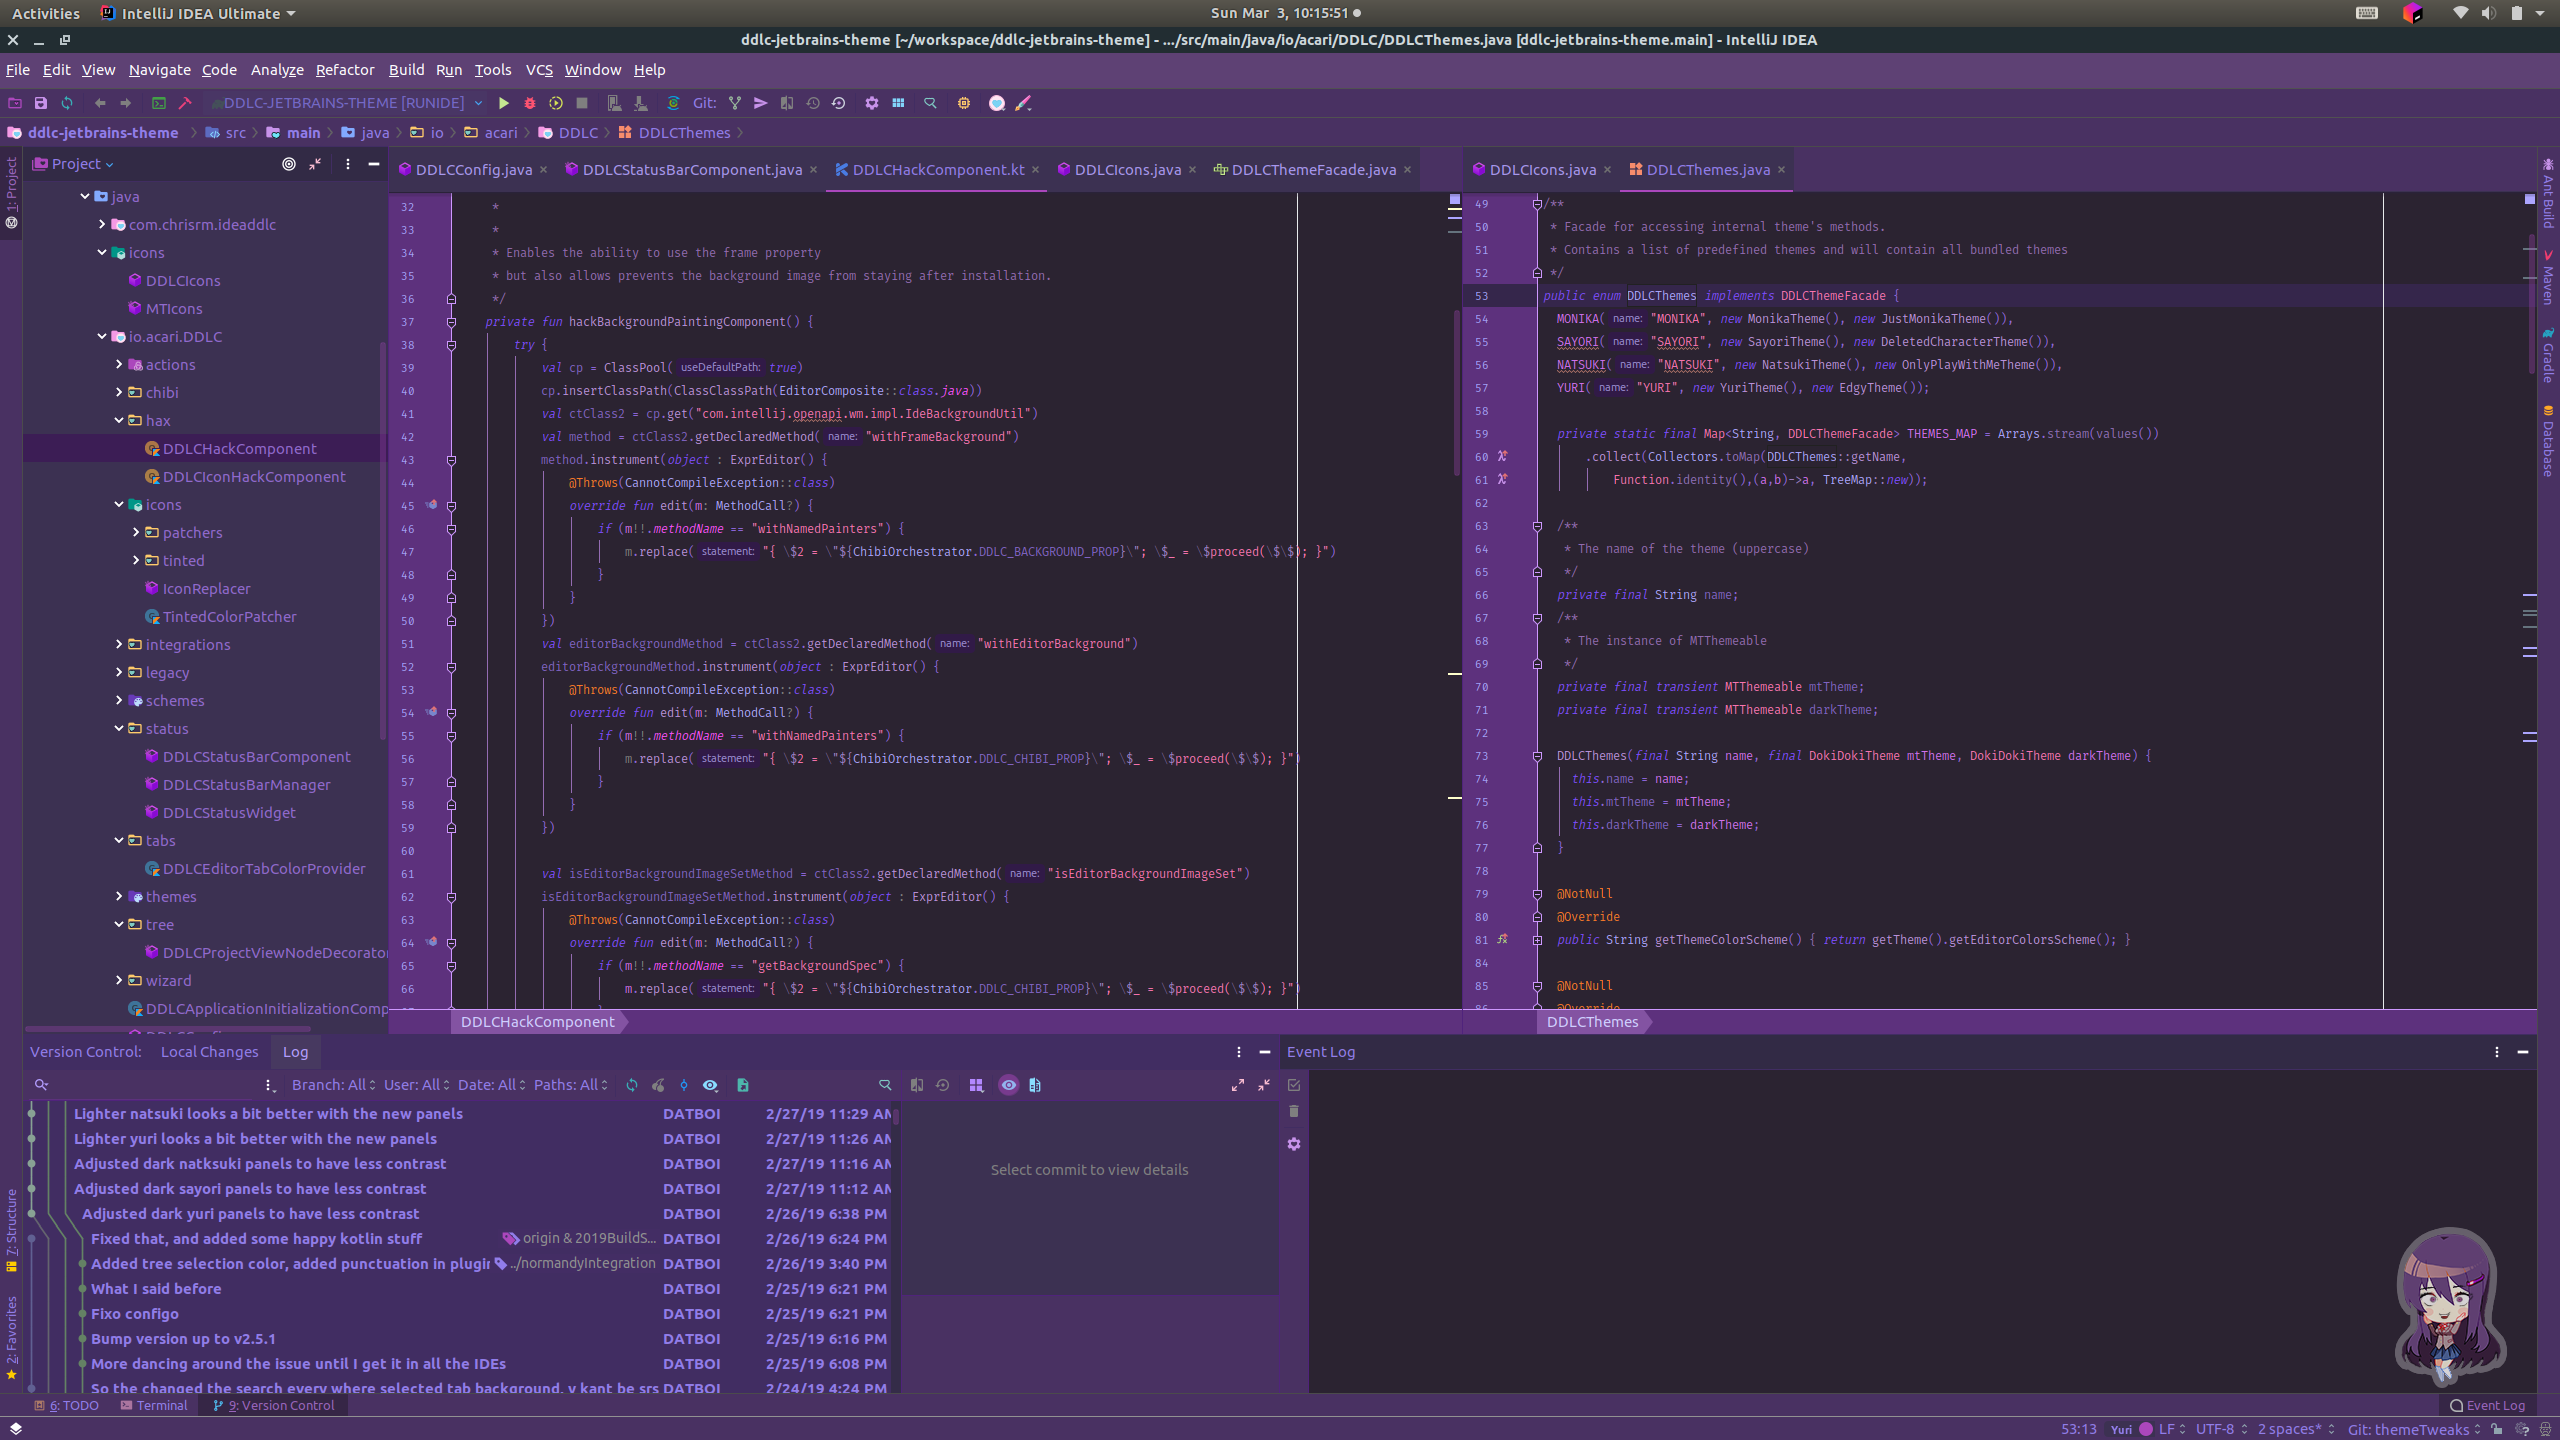 Activities IntelliJ IDEA Ultimate Sun Mar  3, 10:15:51
ddlc-jetbrains-theme [~/workspace/ddlc-jetbrains-theme] - .../src/main/java/io/acari/DDLC/DDLCThemes.java [ddlc-jetbrains-theme.main] - IntelliJ IDEA
File Edit View Navigate Code Analyze Refactor Build Run Tools VCS Window Help
DDLC-JETBRAINS-THEME [RUNIDE] Git:
ddlc-jetbrains-theme src main java io acari DDLC DDLCThemes
1: Project
7: Structure
2: Favorites
Project
java
com.chrisrm.ideaddlc
icons
DDLCIcons
MTIcons
io.acari.DDLC
actions
chibi
hax
DDLCHackComponent
DDLCIconHackComponent
icons
patchers
tinted
IconReplacer
TintedColorPatcher
integrations
legacy
schemes
status
DDLCStatusBarComponent
DDLCStatusBarManager
DDLCStatusWidget
tabs
DDLCEditorTabColorProvider
themes
tree
DDLCProjectViewNodeDecorator
wizard
DDLCApplicationInitializationComp
DDLCConfig.java DDLCStatusBarComponent.java DDLCHackComponent.kt DDLCIcons.java DDLCThemeFacade.java
32 *
33 *
34 * Enables the ability to use the frame property
35 * but also allows prevents the background image from staying after installation.
36 */
37 private fun hackBackgroundPaintingComponent() {
38 try {
39 val cp = ClassPool( useDefaultPath: true)
40 cp.insertClassPath(ClassClassPath(EditorComposite::class.java))
41 val ctClass2 = cp.get("com.intellij.openapi.wm.impl.IdeBackgroundUtil")
42 val method = ctClass2.getDeclaredMethod( name: "withFrameBackground")
43 method.instrument(object : ExprEditor() {
44 @Throws(CannotCompileException::class)
45 override fun edit(m: MethodCall?) {
46 if (m!!.methodName == "withNamedPainters") {
47 m.replace( statement: "{ \$2 = \"${ChibiOrchestrator.DDLC_BACKGROUND_PROP}\"; \$_ = \$proceed(\$\$); }")
48 }
49 }
50 })
51 val editorBackgroundMethod = ctClass2.getDeclaredMethod( name: "withEditorBackground")
52 editorBackgroundMethod.instrument(object : ExprEditor() {
53 @Throws(CannotCompileException::class)
54 override fun edit(m: MethodCall?) {
55 if (m!!.methodName == "withNamedPainters") {
56 m.replace( statement: "{ \$2 = \"${ChibiOrchestrator.DDLC_CHIBI_PROP}\"; \$_ = \$proceed(\$\$); }")
57 }
58 }
59 })
60
61 val isEditorBackgroundImageSetMethod = ctClass2.getDeclaredMethod( name: "isEditorBackgroundImageSet")
62 isEditorBackgroundImageSetMethod.instrument(object : ExprEditor() {
63 @Throws(CannotCompileException::class)
64 override fun edit(m: MethodCall?) {
65 if (m!!.methodName == "getBackgroundSpec") {
66 m.replace( statement: "{ \$2 = \"${ChibiOrchestrator.DDLC_CHIBI_PROP}\"; \$_ = \$proceed(\$\$); }")
DDLCHackComponent
DDLCIcons.java DDLCThemes.java
49 /**
50 * Facade for accessing internal theme's methods.
51 * Contains a list of predefined themes and will contain all bundled themes
52 */
53 public enum DDLCThemes implements DDLCThemeFacade {
54 MONIKA( name: "MONIKA", new MonikaTheme(), new JustMonikaTheme()),
55 SAYORI( name: "SAYORI", new SayoriTheme(), new DeletedCharacterTheme()),
56 NATSUKI( name: "NATSUKI", new NatsukiTheme(), new OnlyPlayWithMeTheme()),
57 YURI( name: "YURI", new YuriTheme(), new EdgyTheme());
58
59 private static final Map<String, DDLCThemeFacade> THEMES_MAP = Arrays.stream(values())
60 .collect(Collectors.toMap(DDLCThemes::getName,
61 Function.identity(),(a,b)->a, TreeMap::new));
62
63 /**
64 * The name of the theme (uppercase)
65 */
66 private final String name;
67 /**
68 * The instance of MTThemeable
69 */
70 private final transient MTThemeable mtTheme;
71 private final transient MTThemeable darkTheme;
72
73 DDLCThemes(final String name, final DokiDokiTheme mtTheme, DokiDokiTheme darkTheme) {
74 this.name = name;
75 this.mtTheme = mtTheme;
76 this.darkTheme = darkTheme;
77 }
78
79 @NotNull
80 @Override
81 public String getThemeColorScheme() { return getTheme().getEditorColorsScheme(); }
84
85 @NotNull
86 @Override
DDLCThemes
Ant Build
Maven
Gradle
Database
Version Control: Local Changes Log
Branch: All User: All Date: All Paths: All
Lighter natsuki looks a bit better with the new panels DATBOI 2/27/19 11:29 AM
Lighter yuri looks a bit better with the new panels DATBOI 2/27/19 11:26 AM
Adjusted dark natksuki panels to have less contrast DATBOI 2/27/19 11:16 AM
Adjusted dark sayori panels to have less contrast DATBOI 2/27/19 11:12 AM
Adjusted dark yuri panels to have less contrast DATBOI 2/26/19 6:38 PM
Fixed that, and added some happy kotlin stuff origin & 2019BuildS... DATBOI 2/26/19 6:24 PM
Added tree selection color, added punctuation in plugin ../normandyIntegration DATBOI 2/26/19 3:40 PM
What I said before DATBOI 2/25/19 6:21 PM
Fixo configo DATBOI 2/25/19 6:21 PM
Bump version up to v2.5.1 DATBOI 2/25/19 6:16 PM
More dancing around the issue until I get it in all the IDEs DATBOI 2/25/19 6:08 PM
So the changed the search every where selected tab background, y kant be srs DATBOI 2/24/19 4:24 PM
Select commit to view details
Event Log
6: TODO Terminal 9: Version Control Event Log
53:13 Yuri LF UTF-8 2 spaces* Git: themeTweaks